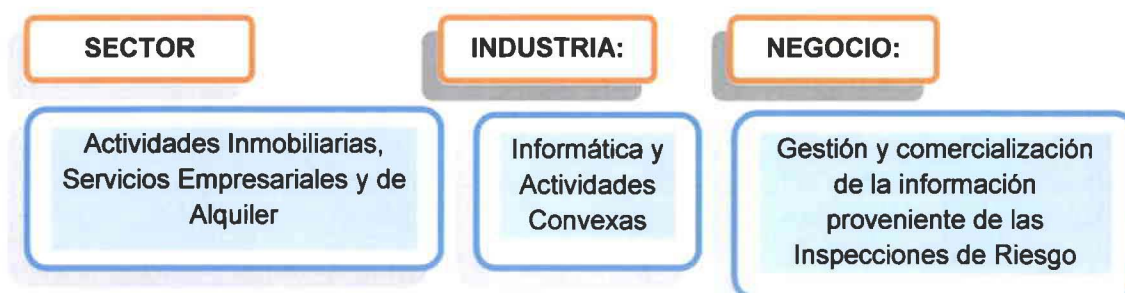 SECTOR
Actividades Inmobiliarias,
Servicios Empresariales y de
Alquiler
INDUSTRIA:
Informática y
Actividades
Convexas
NEGOCIO:
Gestión y comercialización
de la información
proveniente de las
Inspecciones de Riesgo